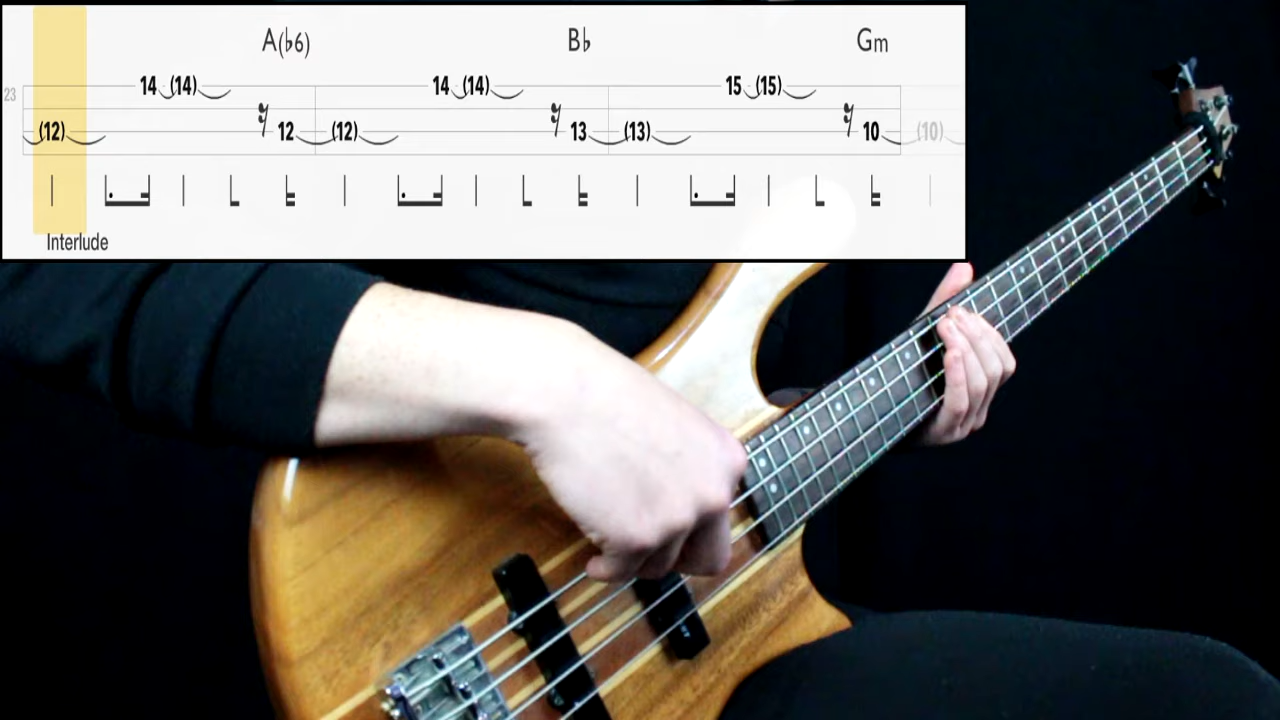 A(♭6) B♭ Gm
23
14 (14) 14 (14) 15 (15)
(12) 12 (12) 13 (13) 10 (10)
Interlude